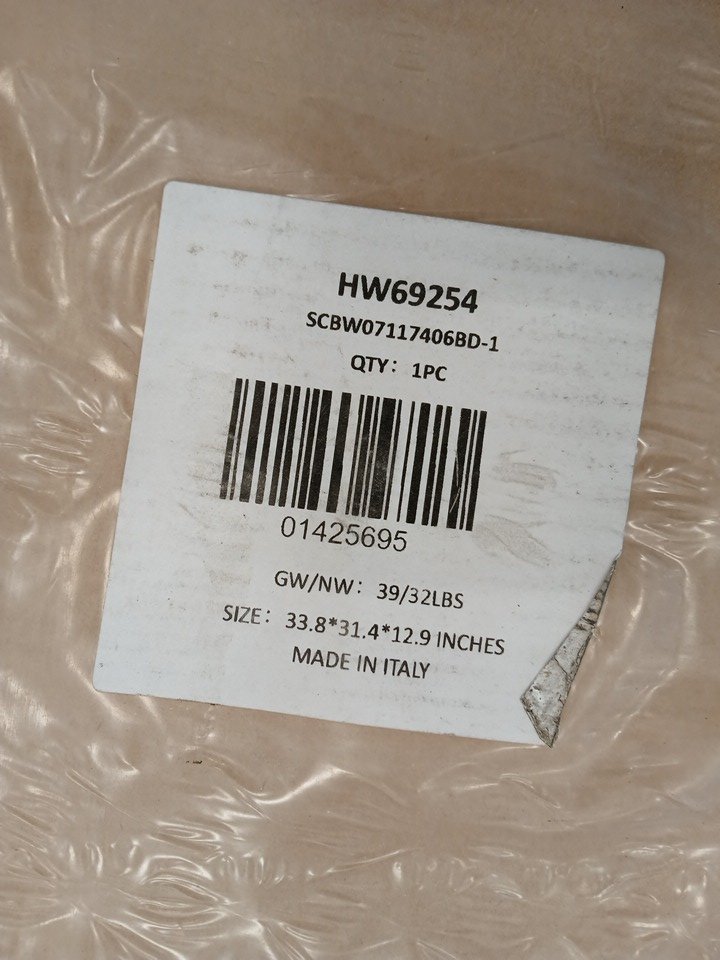 HW69254
SCBW07117406BD-1
QTY: 1PC
01425695
GW/NW: 39/32LBS
SIZE: 33.8*31.4*12.9 INCHES
MADE IN ITALY